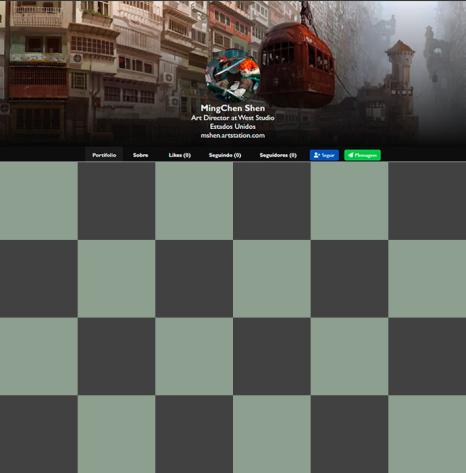 MingChen Shen
Art Director at West Studio
Estados Unidos
mshen.artstation.com
Portifolio Sobre Likes (0) Seguindo (0) Seguidores (0) Seguir Mensagem